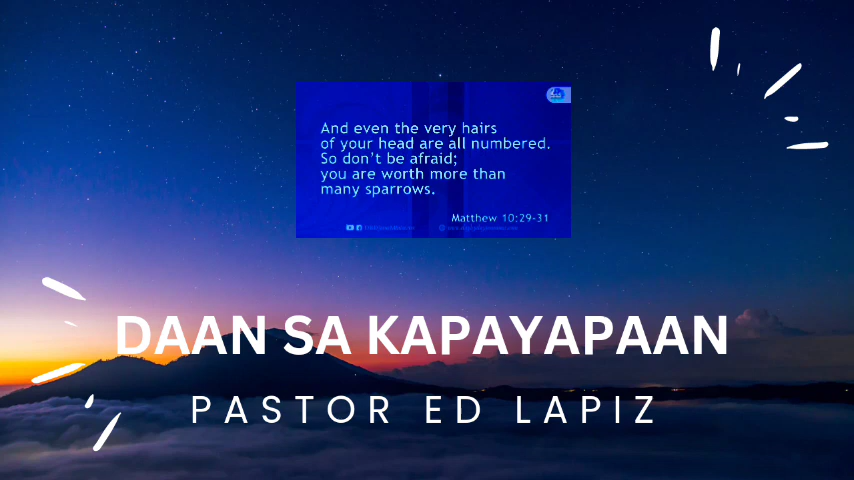 And even the very hairs
of your head are all numbered.
So don't be afraid;
you are worth more than
many sparrows.
Matthew 10:29-31
DAAN SA KAPAYAPAAN
PASTOR ED LAPIZ